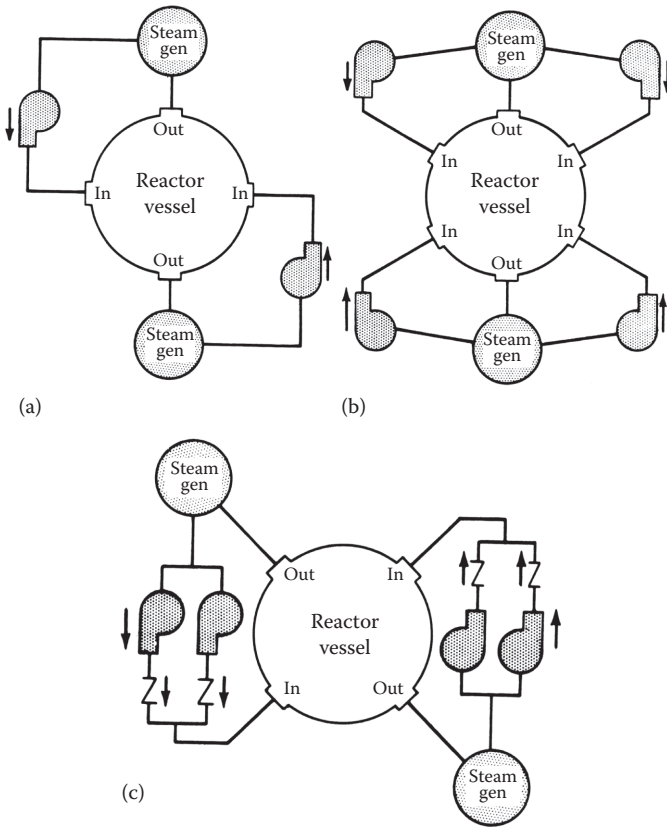 Steam
gen
Out
In
Reactor
vessel
In
Out
Steam
gen
(a)
Steam
gen
Out
In
In
Reactor
vessel
In
In
Out
Steam
gen
(b)
Steam
gen
Out
In
Reactor
vessel
In
Out
Steam
gen
(c)